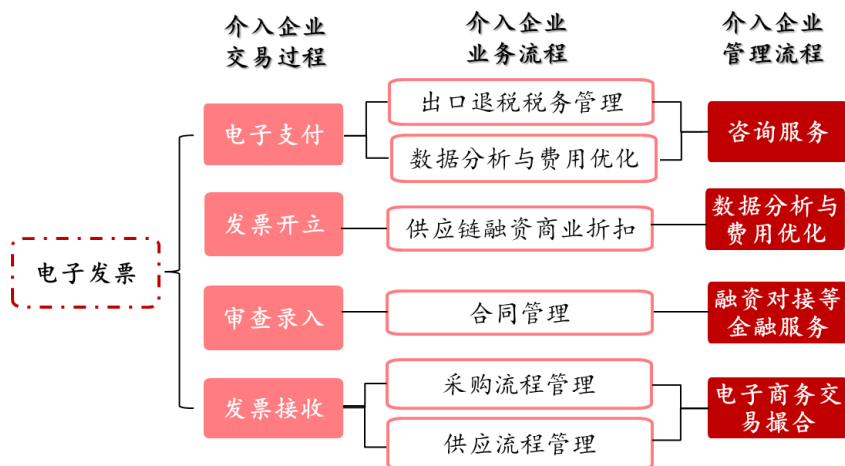 介入企业
交易过程
介入企业
业务流程
介入企业
管理流程
电子发票
电子支付
出口退税税务管理
数据分析与费用优化
咨询服务
发票开立
供应链融资商业折扣
数据分析与
费用优化
审查录入
合同管理
融资对接等
金融服务
发票接收
采购流程管理
供应流程管理
电子商务交
易撮合